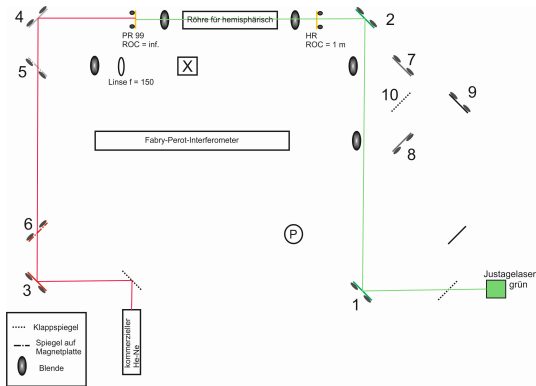 4
PR 99
ROC = inf.
Röhre für hemisphärisch
HR
ROC = 1 m
2
5
Linse f = 150
X
7
10
9
Fabry-Perot-Interferometer
8
6
P
3
1
Justagelaser
grün
kommerzieller
He-Ne
Klappspiegel
Spiegel auf
Magnetplatte
Blende